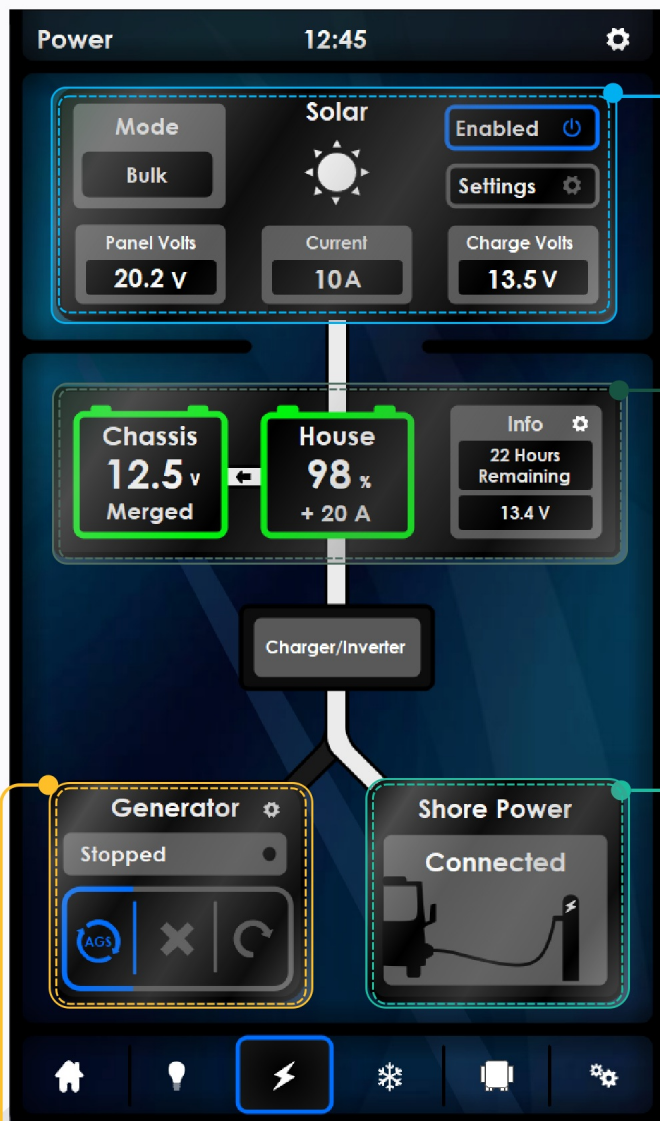 Power
12:45
Solar
Mode
Bulk
Enabled
Settings
Panel Volts
20.2 V
Current
10 A
Charge Volts
13.5 V
Chassis
12.5 v
Merged
House
98 %
+ 20 A
Info
22 Hours
Remaining
13.4 V
Charger/Inverter
Generator
Stopped
AGS
Shore Power
Connected